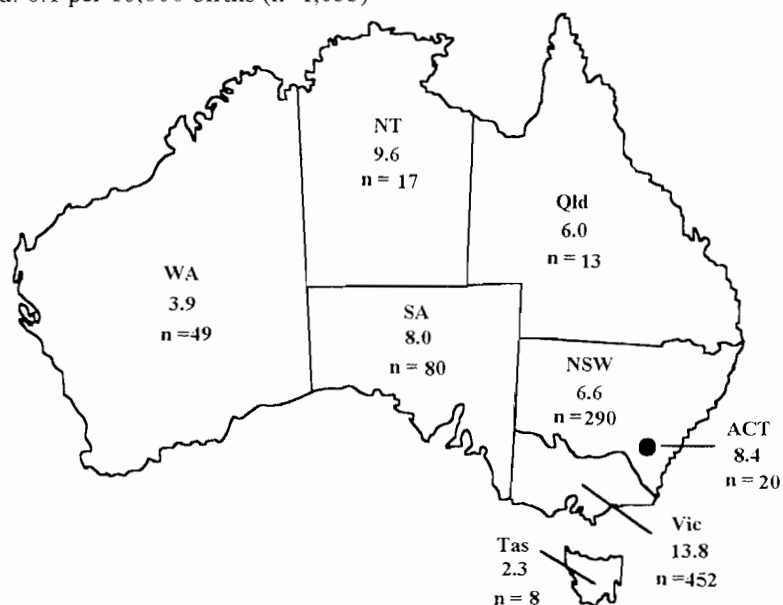 NT
9.6
n = 17
Qld
6.0
n = 13
WA
3.9
n =49
SA
8.0
n = 80
NSW
6.6
n=290
ACT
8.4
n = 20
Vic
13.8
n =452
Tas
2.3
n = 8